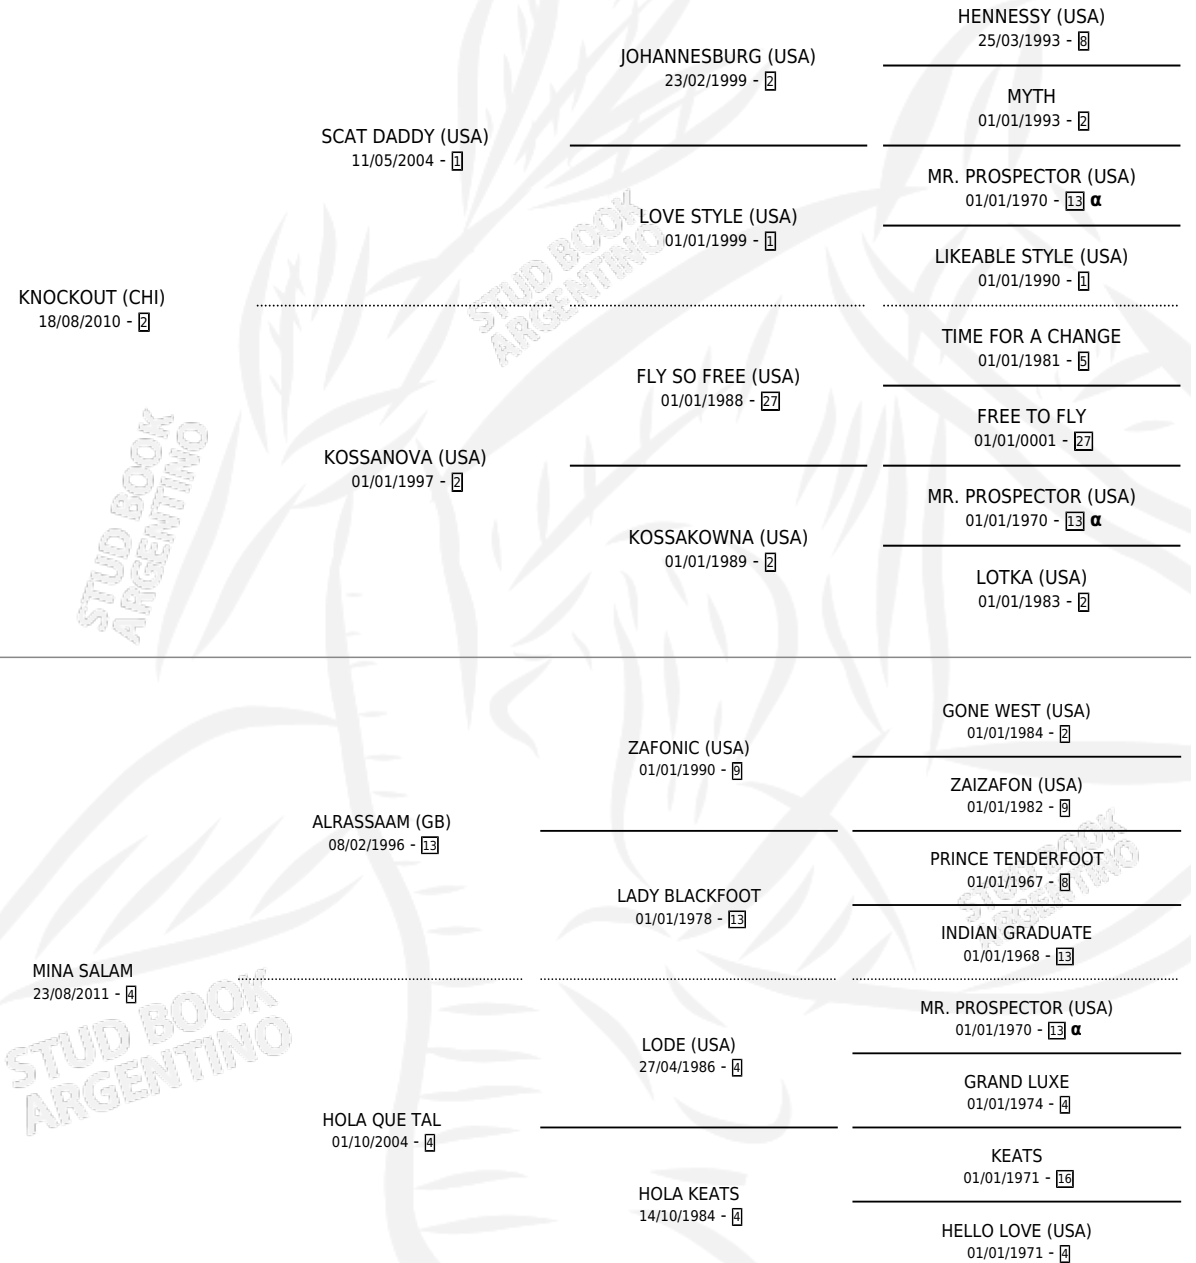 HENNESSY (USA)
25/03/1993 - 8
JOHANNESBURG (USA)
23/02/1999 - 2
MYTH
01/01/1993 - 2
SCAT DADDY (USA)
11/05/2004 - 1
MR. PROSPECTOR (USA)
01/01/1970 - 13 α
LOVE STYLE (USA)
01/01/1999 - 1
LIKEABLE STYLE (USA)
01/01/1990 - 1
KNOCKOUT (CHI)
18/08/2010 - 2
TIME FOR A CHANGE
01/01/1981 - 5
FLY SO FREE (USA)
01/01/1988 - 27
FREE TO FLY
01/01/0001 - 27
KOSSANOVA (USA)
01/01/1997 - 2
MR. PROSPECTOR (USA)
01/01/1970 - 13 α
KOSSAKOWNA (USA)
01/01/1989 - 2
LOTKA (USA)
01/01/1983 - 2
GONE WEST (USA)
01/01/1984 - 2
ZAFONIC (USA)
01/01/1990 - 9
ZAIZAFON (USA)
01/01/1982 - 9
ALRASSAAM (GB)
08/02/1996 - 13
PRINCE TENDERFOOT
01/01/1967 - 8
LADY BLACKFOOT
01/01/1978 - 13
INDIAN GRADUATE
01/01/1968 - 13
MINA SALAM
23/08/2011 - 4
MR. PROSPECTOR (USA)
01/01/1970 - 13 α
LODE (USA)
27/04/1986 - 4
GRAND LUXE
01/01/1974 - 4
HOLA QUE TAL
01/10/2004 - 4
KEATS
01/01/1971 - 16
HOLA KEATS
14/10/1984 - 4
HELLO LOVE (USA)
01/01/1971 - 4
STUD BOOK
ARGENTINO
STUD BOOK
ARGENTINO
STUD BOOK
ARGENTINO
STUD BOOK
ARGENTINO